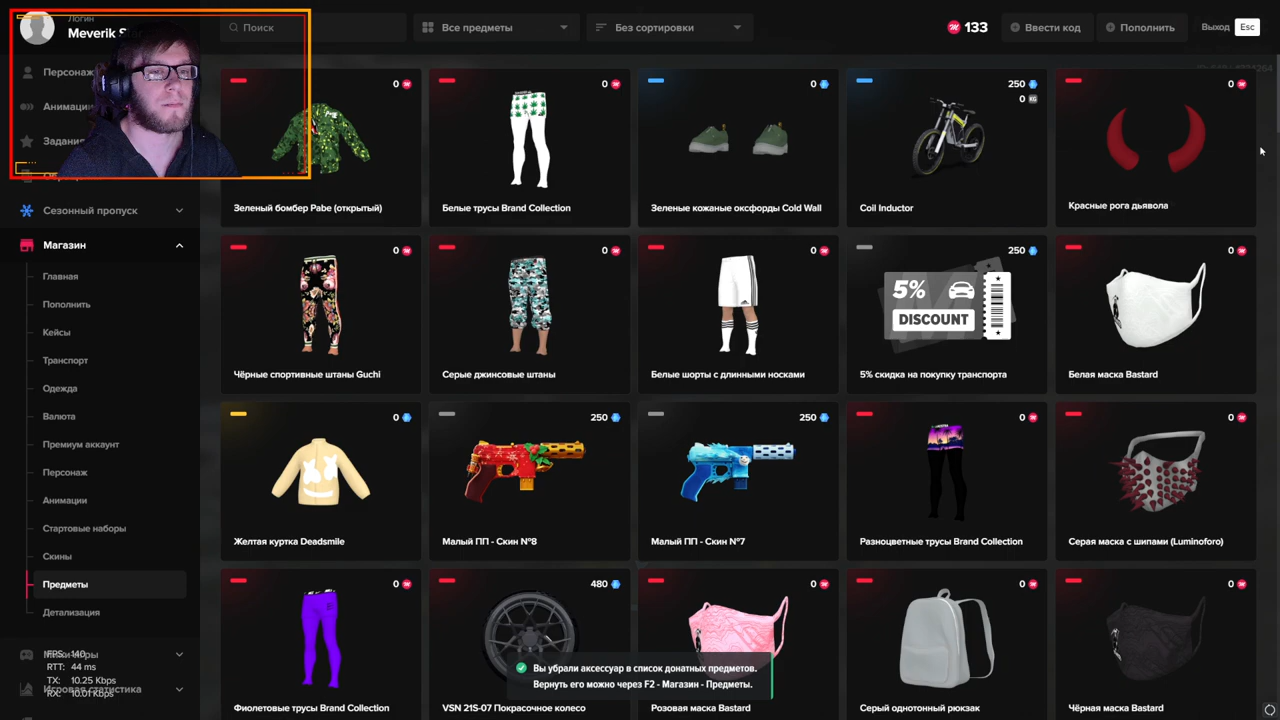 Логин
Поиск
Все предметы
Без сортировки
133
Ввести код
Пополнить
Выход
Esc
Персонаж
Анимации
Задания
Сезонный пропуск
Магазин
Главная
Пополнить
Кейсы
Транспорт
Одежда
Валюта
Премиум аккаунт
Персонаж
Анимации
Стартовые наборы
Скины
Предметы
Детализация
FPS: 140
RTT: 44 ms
TX: 10.25 Kbps
RX: 10.01 Kbps
Игровая статистика
0
Зеленый бомбер Pabe (открытый)
0
Белые трусы Brand Collection
0
Зеленые кожаные оксфорды Cold Wall
250
0 KG
Coil Inductor
0
Красные рога дьявола
0
Чёрные спортивные штаны Guchi
0
Серые джинсовые штаны
0
Белые шорты с длинными носками
250
5%
DISCOUNT
5% скидка на покупку транспорта
0
Белая маска Bastard
0
Желтая куртка Deadsmile
250
Малый ПП - Скин №8
250
Малый ПП - Скин №7
0
Разноцветные трусы Brand Collection
0
Серая маска с шипами (Luminoforo)
0
Фиолетовые трусы Brand Collection
480
VSN 21S-07 Покрасочное колесо
0
Розовая маска Bastard
0
Серый однотонный рюкзак
0
Чёрная маска Bastard
Вы убрали аксессуар в список донатных предметов.
Вернуть его можно через F2 - Магазин - Предметы.